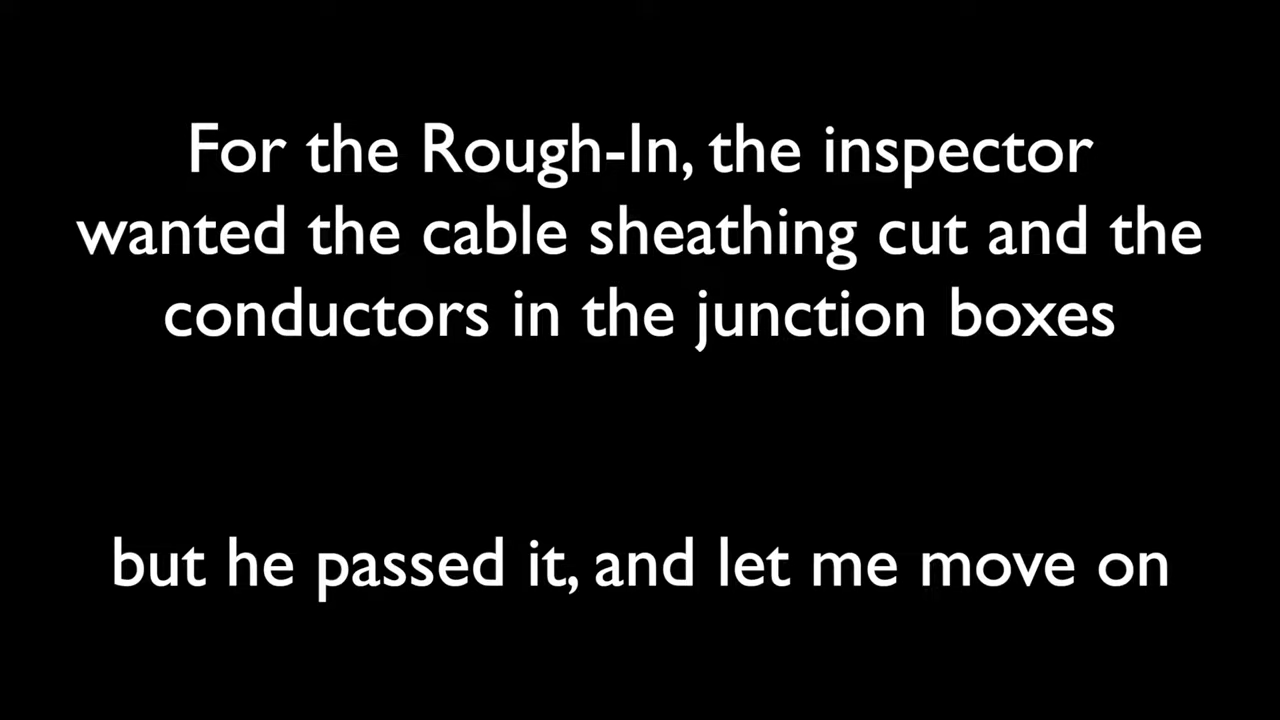 For the Rough-In, the inspector
wanted the cable sheathing cut and the
conductors in the junction boxes
but he passed it, and let me move on